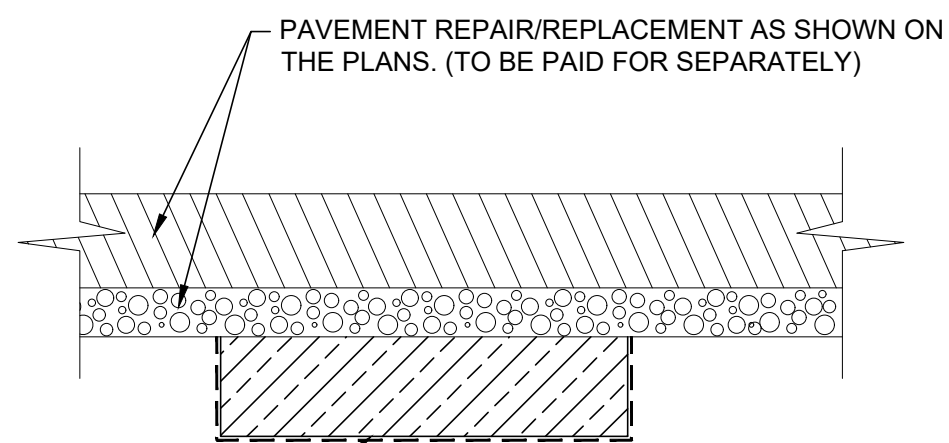 PAVEMENT REPAIR/REPLACEMENT AS SHOWN ON
THE PLANS. (TO BE PAID FOR SEPARATELY)